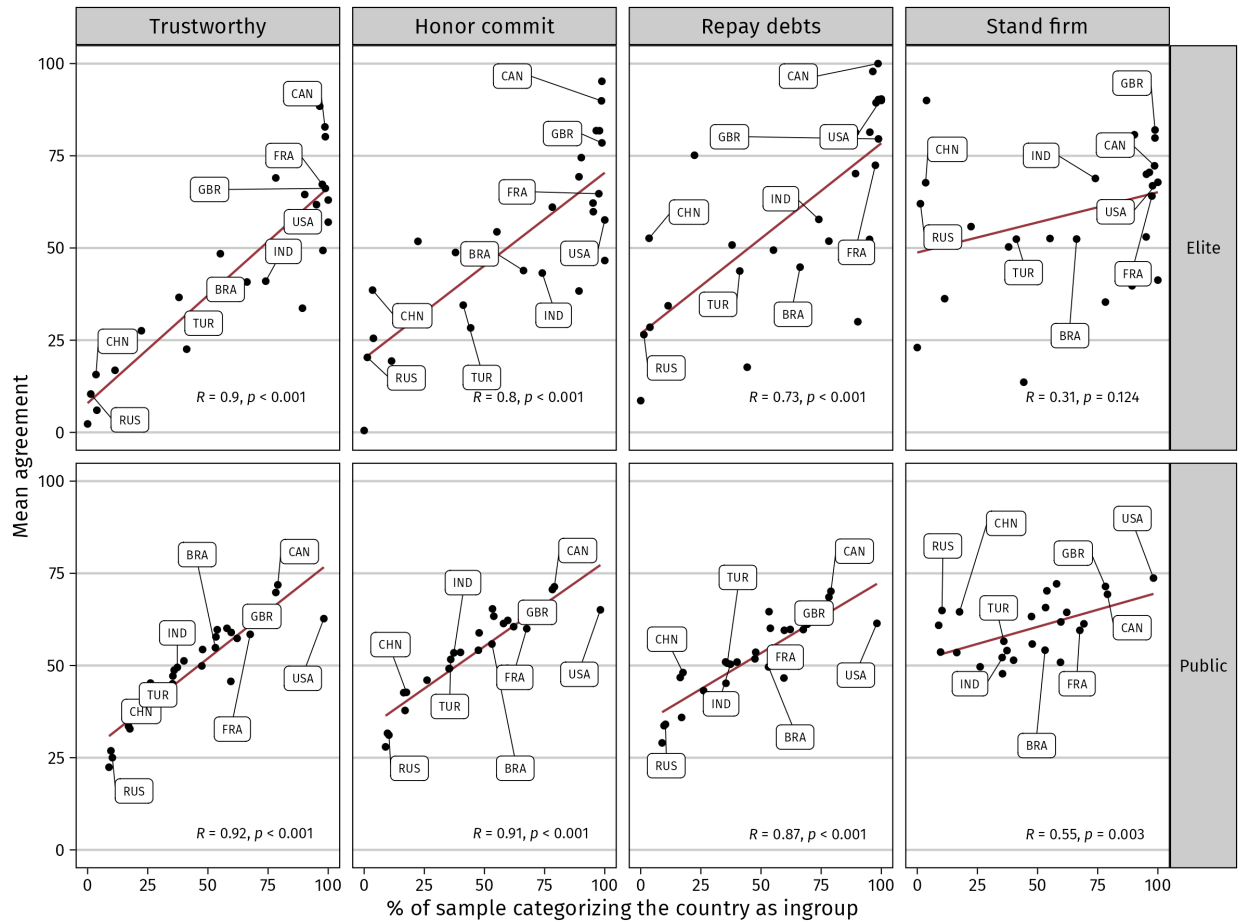 Trustworthy
Honor commit
Repay debts
Stand firm
Mean agreement
100
75
50
25
0
CAN
FRA
GBR
USA
IND
BRA
TUR
CHN
RUS
R = 0.9, p < 0.001
CAN
GBR
FRA
BRA
USA
CHN
IND
RUS
TUR
R = 0.8, p < 0.001
CAN
GBR
USA
IND
CHN
FRA
TUR
BRA
RUS
R = 0.73, p < 0.001
GBR
CHN
IND
CAN
USA
RUS
TUR
FRA
BRA
R = 0.31, p = 0.124
Elite
100
75
50
25
0
BRA
CAN
GBR
IND
USA
TUR
CHN
FRA
RUS
R = 0.92, p < 0.001
CAN
IND
GBR
CHN
FRA
USA
TUR
RUS
BRA
R = 0.91, p < 0.001
CAN
TUR
GBR
CHN
FRA
USA
IND
BRA
RUS
R = 0.87, p < 0.001
USA
CHN
RUS
GBR
TUR
CAN
IND
FRA
BRA
R = 0.55, p = 0.003
Public
0 25 50 75 100
0 25 50 75 100
0 25 50 75 100
0 25 50 75 100
% of sample categorizing the country as ingroup